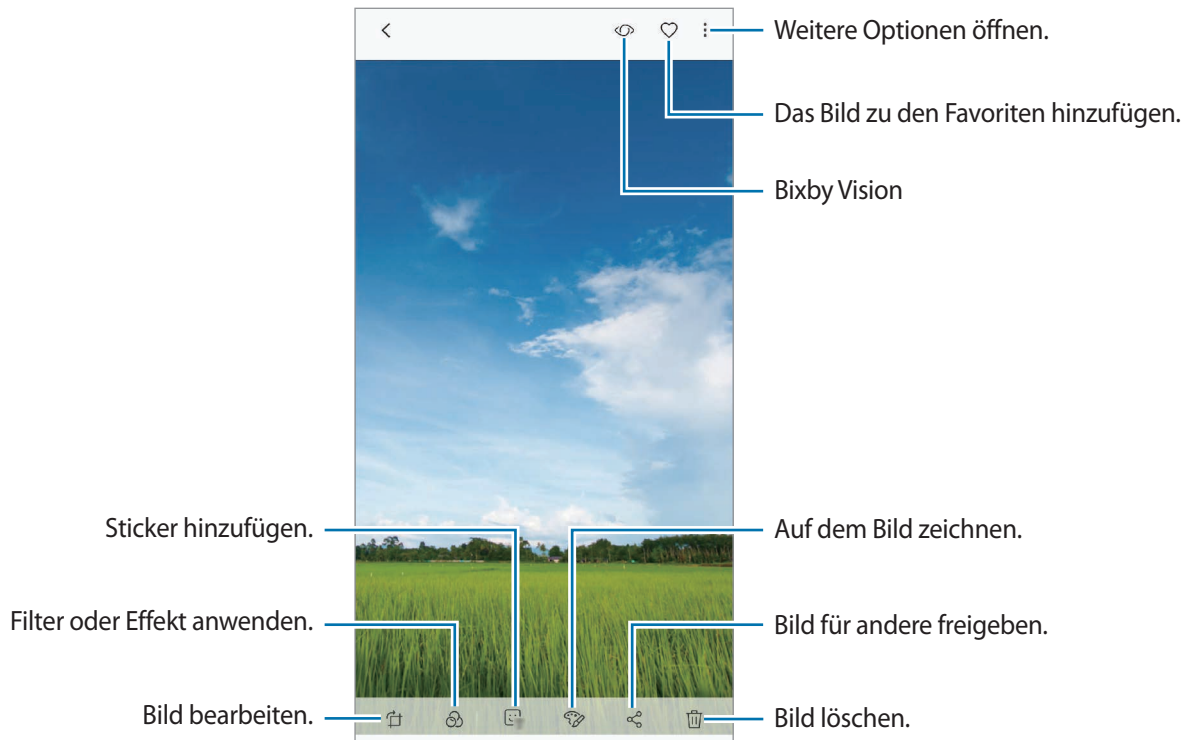 Weitere Optionen öffnen.
Das Bild zu den Favoriten hinzufügen.
Bixby Vision
Sticker hinzufügen.
Auf dem Bild zeichnen.
Filter oder Effekt anwenden.
Bild für andere freigeben.
Bild bearbeiten.
Bild löschen.